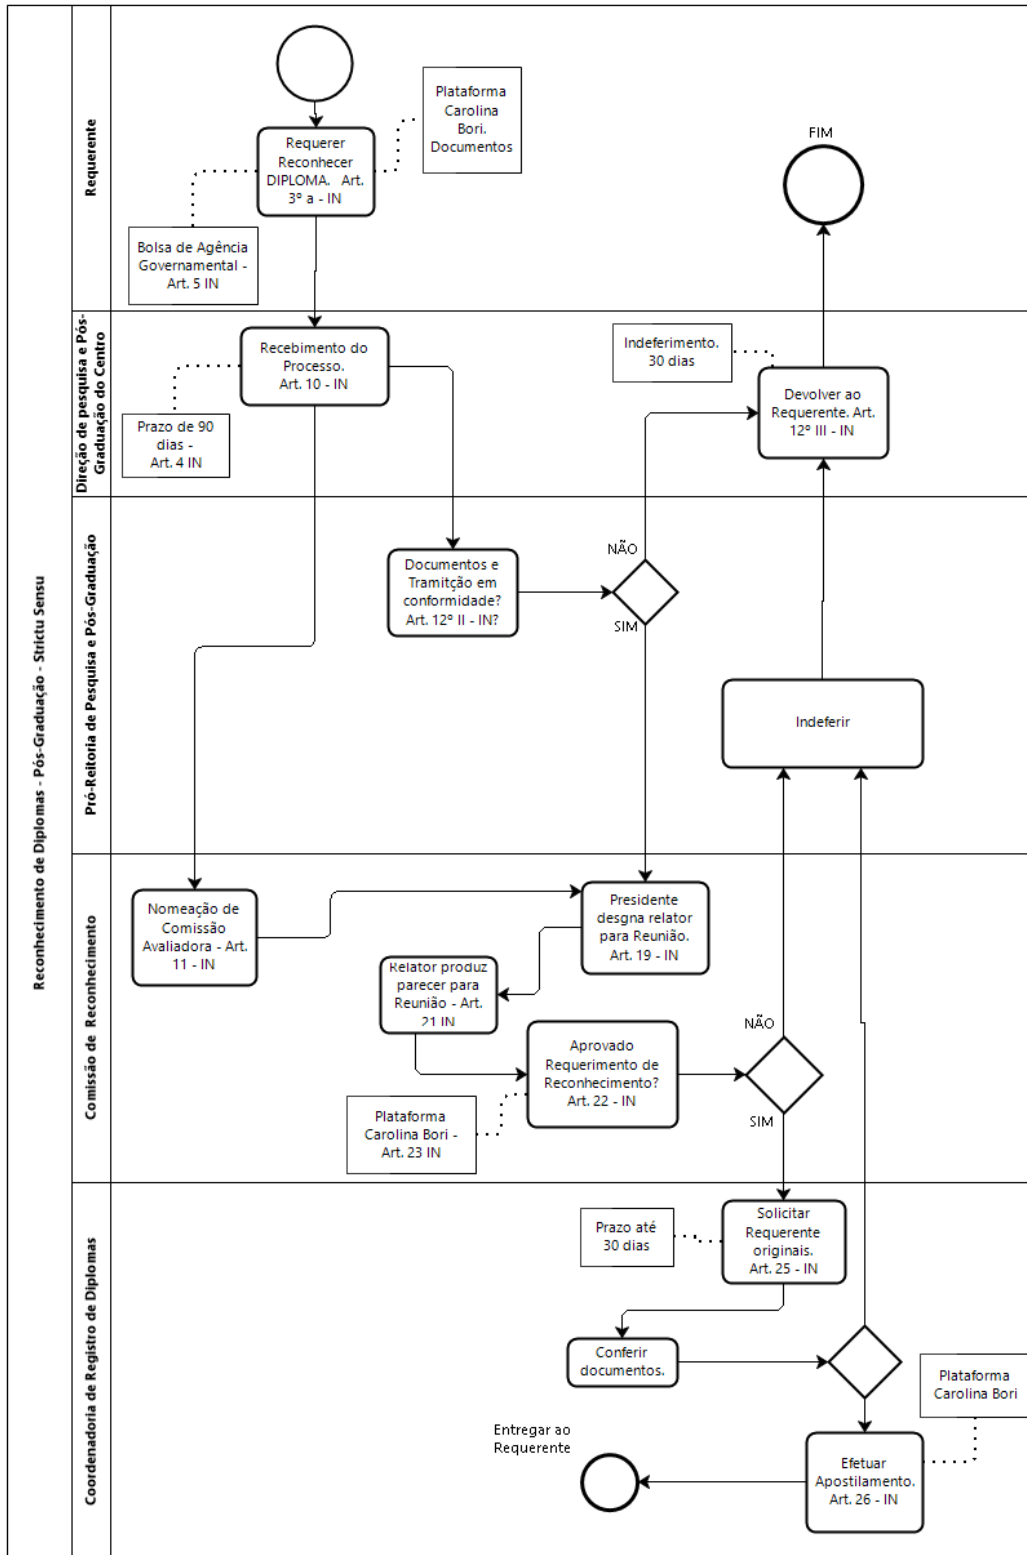 Reconhecimento de Diplomas - Pós-Graduação - Strictu Sensu
Requerente
Requerer
Reconhecer
DIPLOMA. Art.
3º a - IN
Plataforma
Carolina
Bori.
Documentos
Bolsa de Agência
Governamental -
Art. 5 IN
FIM
Direção de pesquisa e Pós-
Graduação do Centro
Recebimento do
Processo.
Art. 10 - IN
Prazo de 90
dias -
Art. 4 IN
Indeferimento.
30 dias
Devolver ao
Requerente. Art.
12º III - IN
Pró-Reitoria de Pesquisa e Pós-Graduação
Documentos e
Tramitção em
conformidade?
Art. 12º II - IN?
NÃO
SIM
Indeferir
Comissão de Reconhecimento
Nomeação de
Comissão
Avaliadora - Art.
11 - IN
Presidente
desgna relator
para Reunião.
Art. 19 - IN
Relator produz
parecer para
Reunião - Art.
21 IN
Aprovado
Requerimento de
Reconhecimento?
Art. 22 - IN
Plataforma
Carolina Bori -
Art. 23 IN
NÃO
SIM
Coordenadoria de Registro de Diplomas
Solicitar
Requerente
originais.
Art. 25 - IN
Prazo até
30 dias
Conferir
documentos.
Plataforma
Carolina Bori
Efetuar
Apostilamento.
Art. 26 - IN
Entregar ao
Requerente